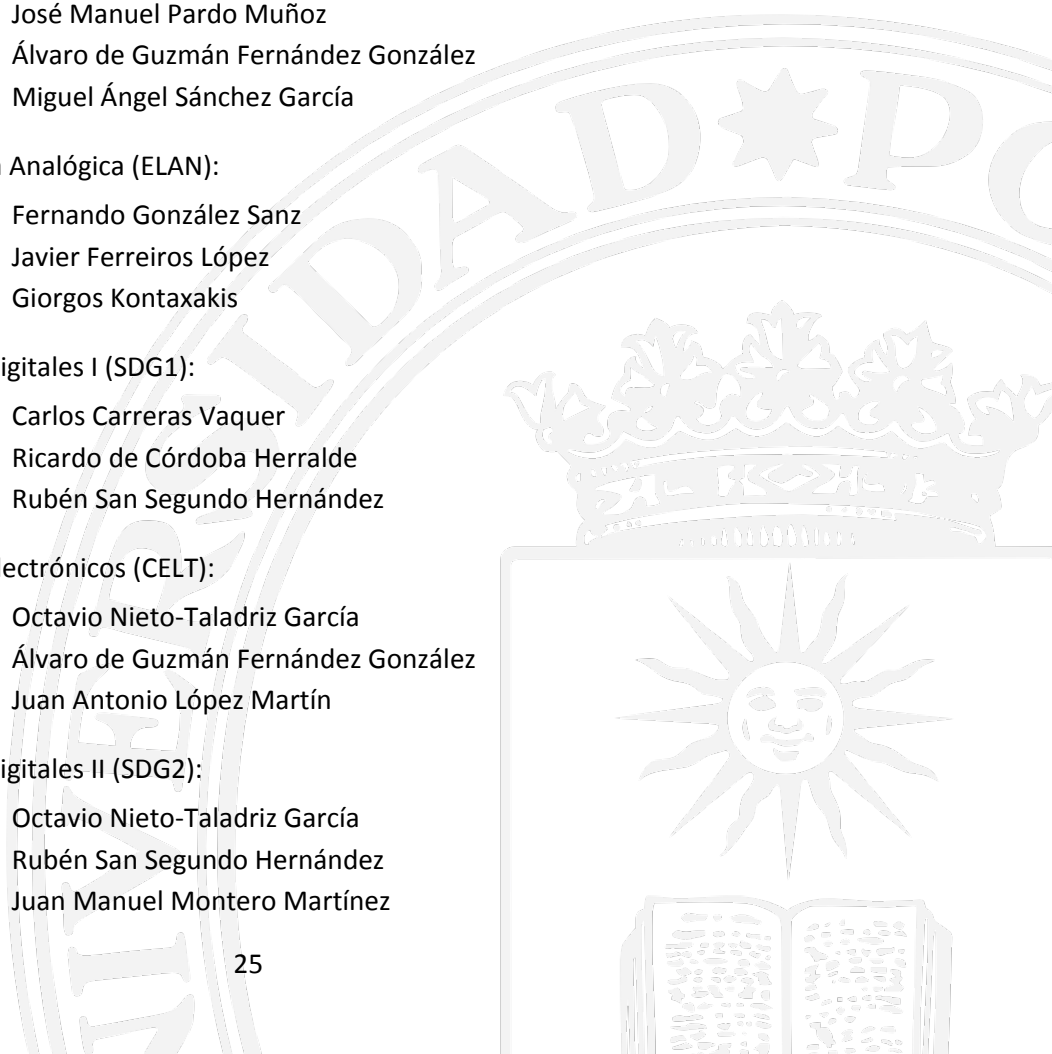 José Manuel Pardo Muñoz
Álvaro de Guzmán Fernández González
Miguel Ángel Sánchez García
Analógica (ELAN):
Fernando González Sanz
Javier Ferreiros López
Giorgos Kontaxakis
igitales I (SDG1):
Carlos Carreras Vaquer
Ricardo de Córdoba Herralde
Rubén San Segundo Hernández
lectrónicos (CELT):
Octavio Nieto-Taladriz García
Álvaro de Guzmán Fernández González
Juan Antonio López Martín
igitales II (SDG2):
Octavio Nieto-Taladriz García
Rubén San Segundo Hernández
Juan Manuel Montero Martínez
25
NIVERSIDAD PO